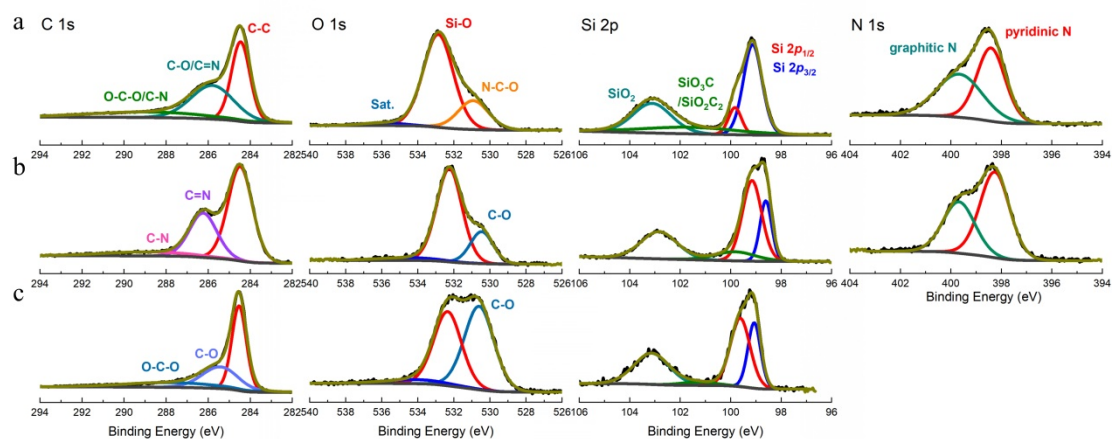 a
C 1s
O 1s
Si 2p
N 1s
C-C
C-O/C=N
O-C-O/C-N
Si-O
N-C-O
Sat.
SiO₂
SiO₃C
/SiO₂C₂
Si 2p₁/₂
Si 2p₃/₂
graphitic N
pyridinic N
294 292 290 288 286 284 282
540 538 536 534 532 530 528 526
106 104 102 100 98 96
404 402 400 398 396 394
b
C=N
C-N
C-O
294 292 290 288 286 284 282
540 538 536 534 532 530 528 526
106 104 102 100 98 96
404 402 400 398 396 394
Binding Energy (eV)
c
O-C-O
C-O
C-O
294 292 290 288 286 284 282
540 538 536 534 532 530 528 526
106 104 102 100 98 96
Binding Energy (eV)
Binding Energy (eV)
Binding Energy (eV)